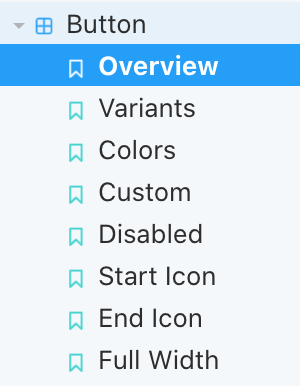 Button
Overview
Variants
Colors
Custom
Disabled
Start Icon
End Icon
Full Width